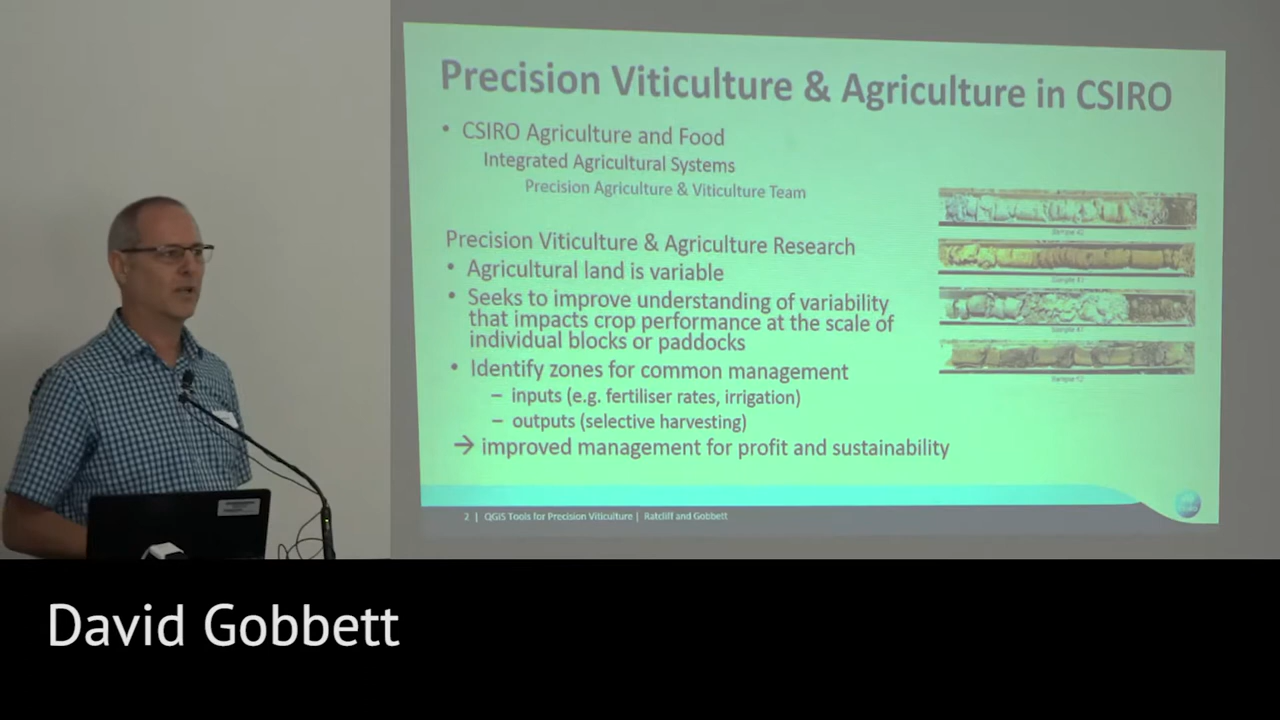 Precision Viticulture & Agriculture in CSIRO
• CSIRO Agriculture and Food
Integrated Agricultural Systems
Precision Agriculture & Viticulture Team
Precision Viticulture & Agriculture Research
• Agricultural land is variable
• Seeks to improve understanding of variability
that impacts crop performance at the scale of
individual blocks or paddocks
• Identify zones for common management
– inputs (e.g. fertiliser rates, irrigation)
– outputs (selective harvesting)
→ improved management for profit and sustainability
2 | QGIS Tools for Precision Viticulture | Ratcliff and Gobbett
David Gobbett